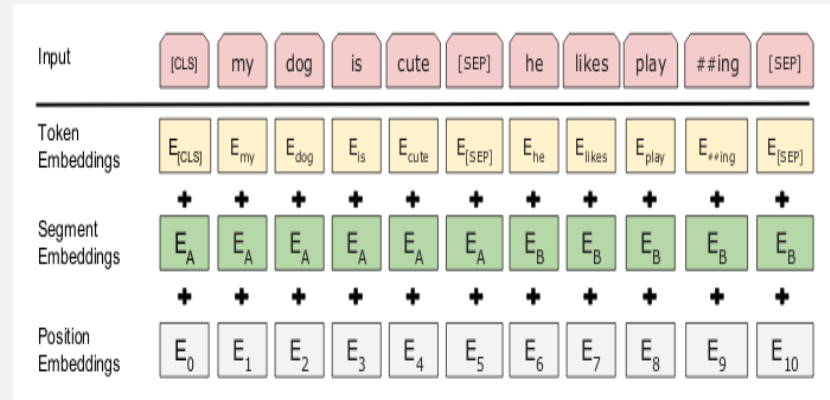 Input [CLS] my dog is cute [SEP] he likes play ##ing [SEP]
Token Embeddings E[CLS] Emy Edog Eis Ecute E[SEP] Ehe Elikes Eplay E##ing E[SEP]
+ + + + + + + + + + +
Segment Embeddings EA EA EA EA EA EA EB EB EB EB EB
+ + + + + + + + + + +
Position Embeddings E0 E1 E2 E3 E4 E5 E6 E7 E8 E9 E10